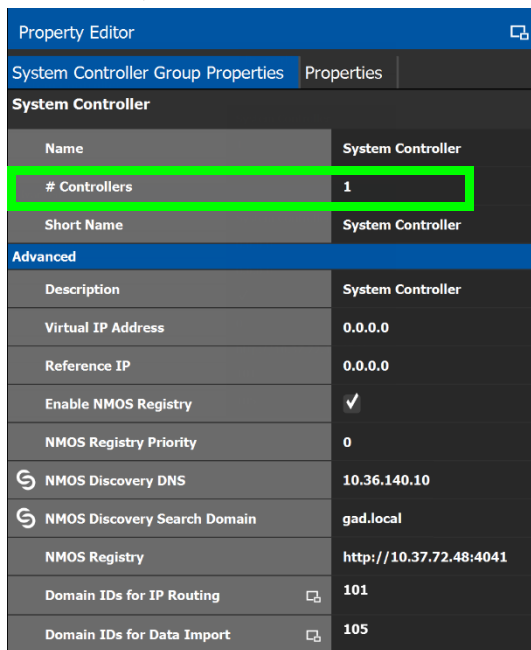 Property Editor
System Controller Group Properties Properties
System Controller
Name System Controller
# Controllers 1
Short Name System Controller
Advanced
Description System Controller
Virtual IP Address 0.0.0.0
Reference IP 0.0.0.0
Enable NMOS Registry
NMOS Registry Priority 0
NMOS Discovery DNS 10.36.140.10
NMOS Discovery Search Domain gad.local
NMOS Registry http://10.37.72.48:4041
Domain IDs for IP Routing 101
Domain IDs for Data Import 105